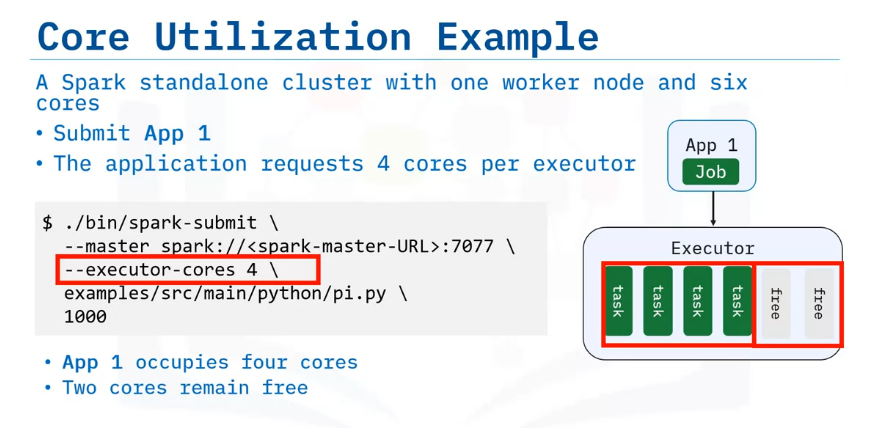 Core Utilization Example
A Spark standalone cluster with one worker node and six
cores
• Submit App 1
• The application requests 4 cores per executor
$ ./bin/spark-submit \
--master spark://<spark-master-URL>:7077 \
--executor-cores 4 \
examples/src/main/python/pi.py \
1000
• App 1 occupies four cores
• Two cores remain free
App 1
Job
Executor
task
task
task
task
free
free